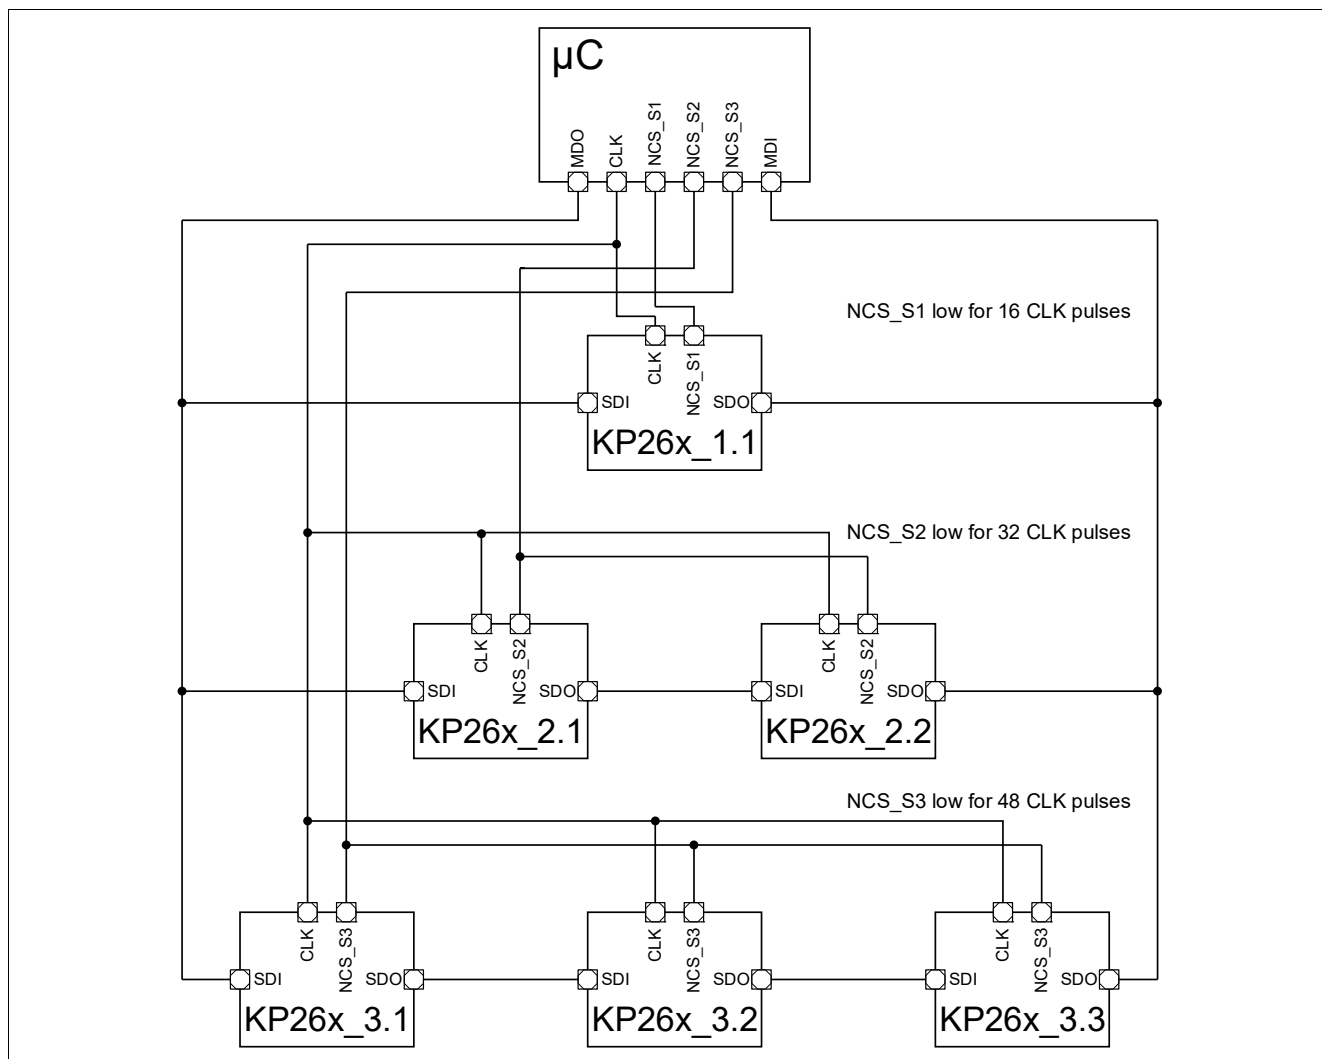 µC
MDO
CLK
NCS_S1
NCS_S2
NCS_S3
MDI
NCS_S1 low for 16 CLK pulses
CLK
NCS_S1
SDI
SDO
KP26x_1.1
NCS_S2 low for 32 CLK pulses
CLK
NCS_S2
SDI
SDO
KP26x_2.1
CLK
NCS_S2
SDI
SDO
KP26x_2.2
NCS_S3 low for 48 CLK pulses
CLK
NCS_S3
SDI
SDO
KP26x_3.1
CLK
NCS_S3
SDI
SDO
KP26x_3.2
CLK
NCS_S3
SDI
SDO
KP26x_3.3